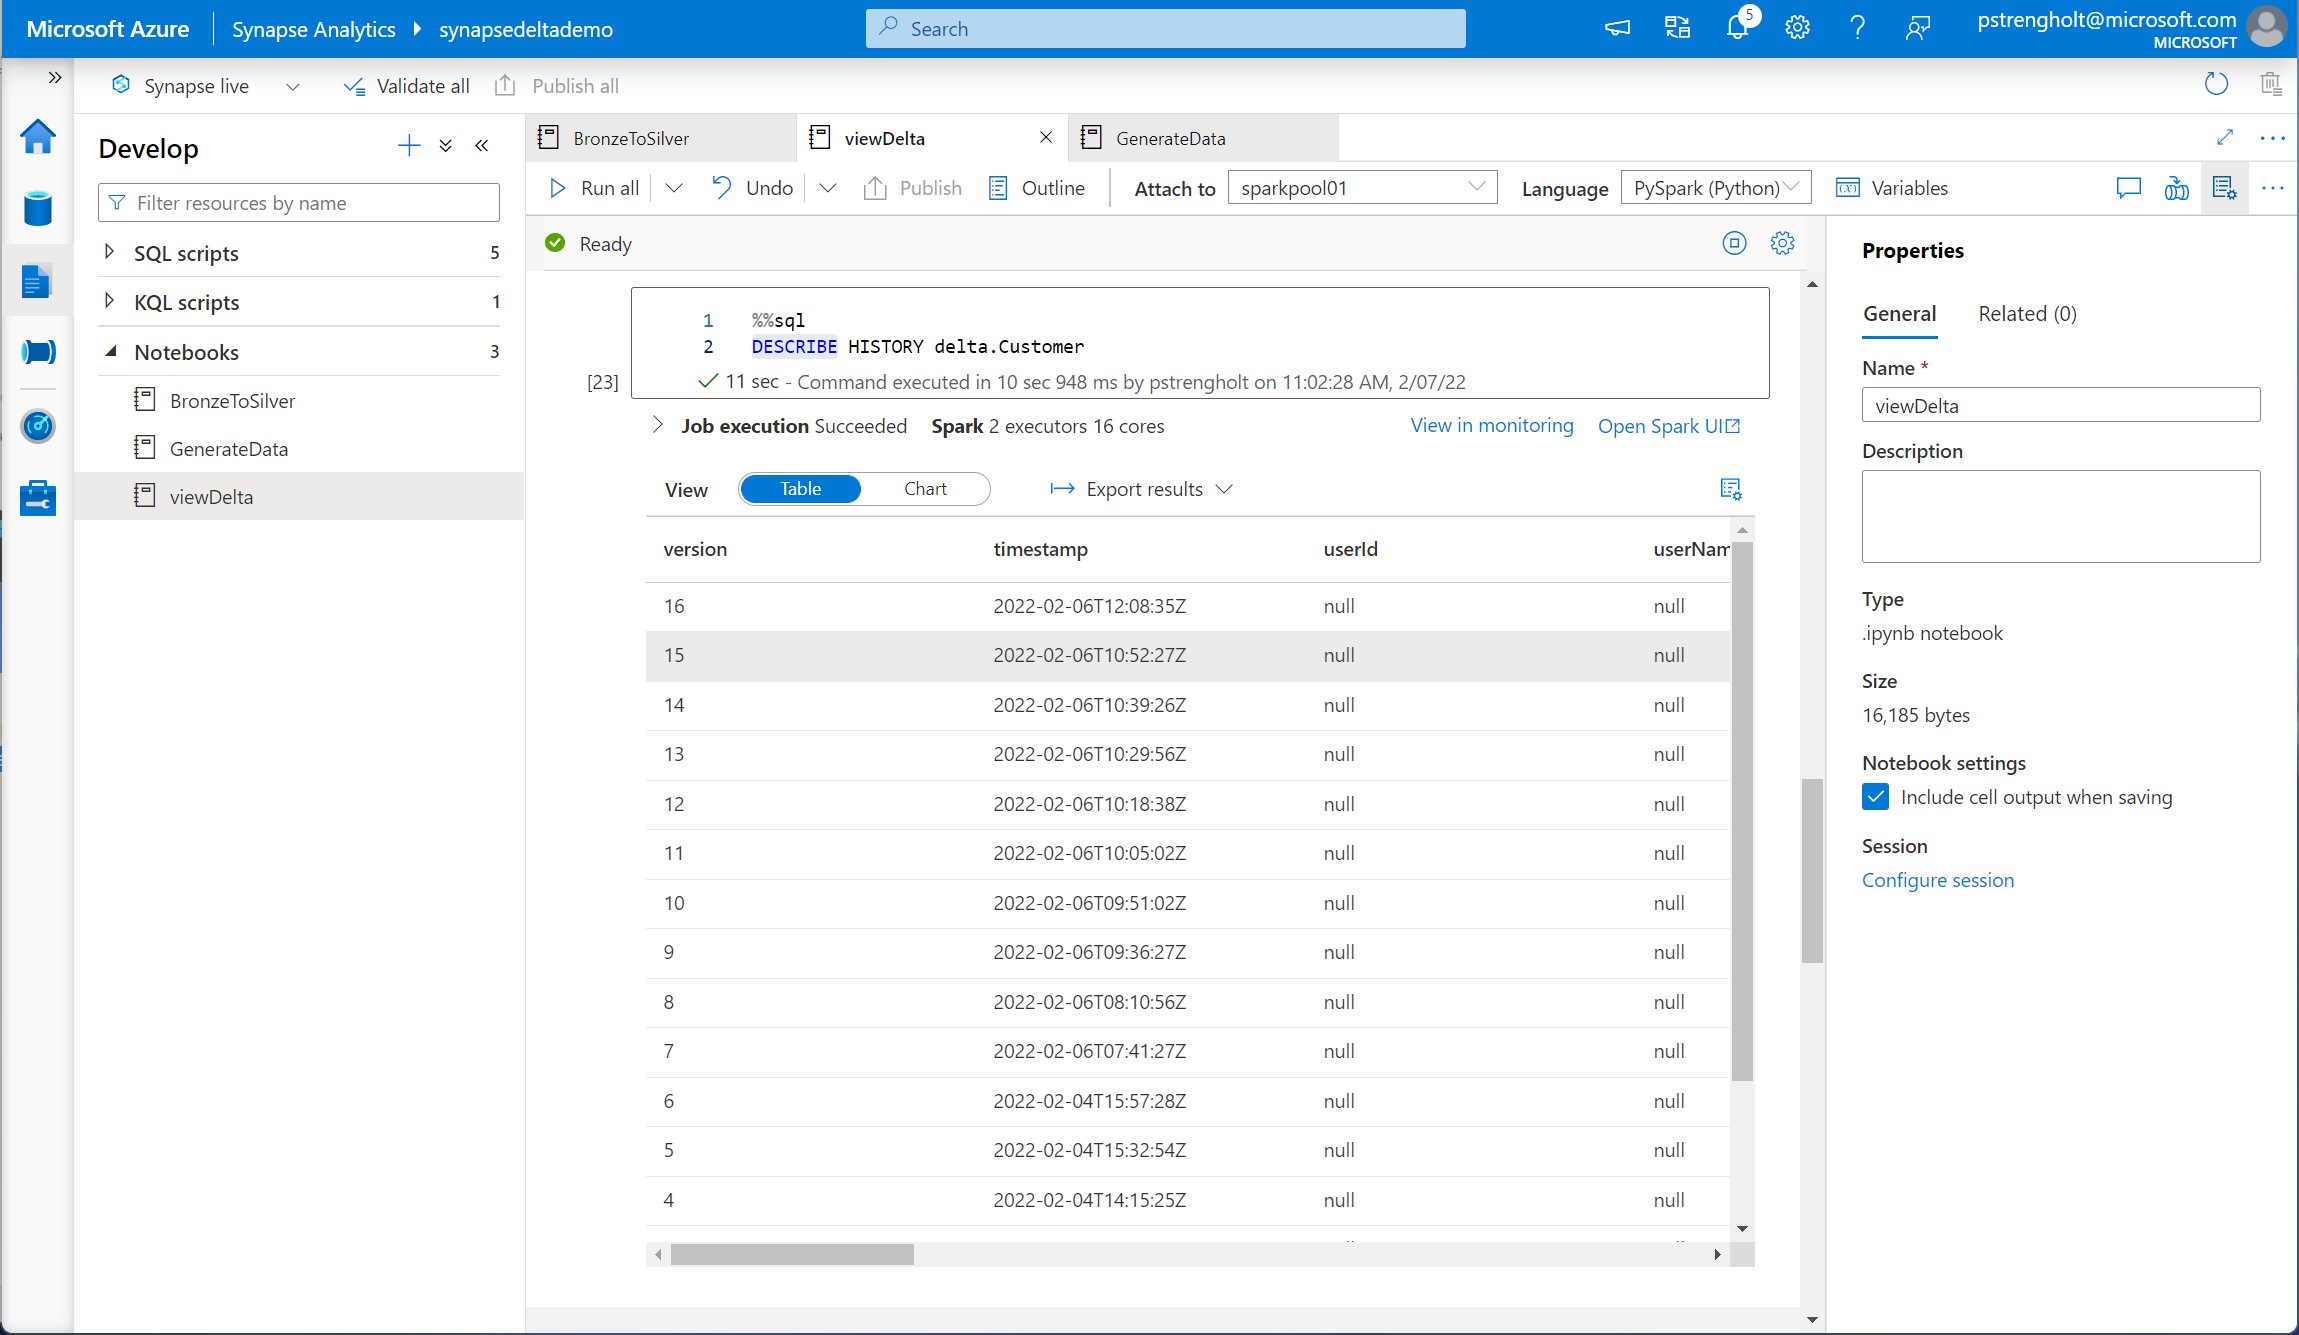 Microsoft Azure Synapse Analytics synapsedeltademo Search 5 pstrengholt@microsoft.com
MICROSOFT
Synapse live Validate all Publish all
Develop
Filter resources by name
SQL scripts 5
KQL scripts 1
Notebooks 3
BronzeToSilver
GenerateData
viewDelta
BronzeToSilver viewDelta GenerateData
Run all Undo Publish Outline Attach to sparkpool01 Language PySpark (Python) Variables
Ready
1 %%sql
2 DESCRIBE HISTORY delta.Customer
[23] 11 sec - Command executed in 10 sec 948 ms by pstrengholt on 11:02:28 AM, 2/07/22
Job execution Succeeded Spark 2 executors 16 cores View in monitoring Open Spark UI
View Table Chart Export results
version timestamp userId userNam
16 2022-02-06T12:08:35Z null null
15 2022-02-06T10:52:27Z null null
14 2022-02-06T10:39:26Z null null
13 2022-02-06T10:29:56Z null null
12 2022-02-06T10:18:38Z null null
11 2022-02-06T10:05:02Z null null
10 2022-02-06T09:51:02Z null null
9 2022-02-06T09:36:27Z null null
8 2022-02-06T08:10:56Z null null
7 2022-02-06T07:41:27Z null null
6 2022-02-04T15:57:28Z null null
5 2022-02-04T15:32:54Z null null
4 2022-02-04T14:15:25Z null null
Properties
General Related (0)
Name *
viewDelta
Description
Type
.ipynb notebook
Size
16,185 bytes
Notebook settings
Include cell output when saving
Session
Configure session